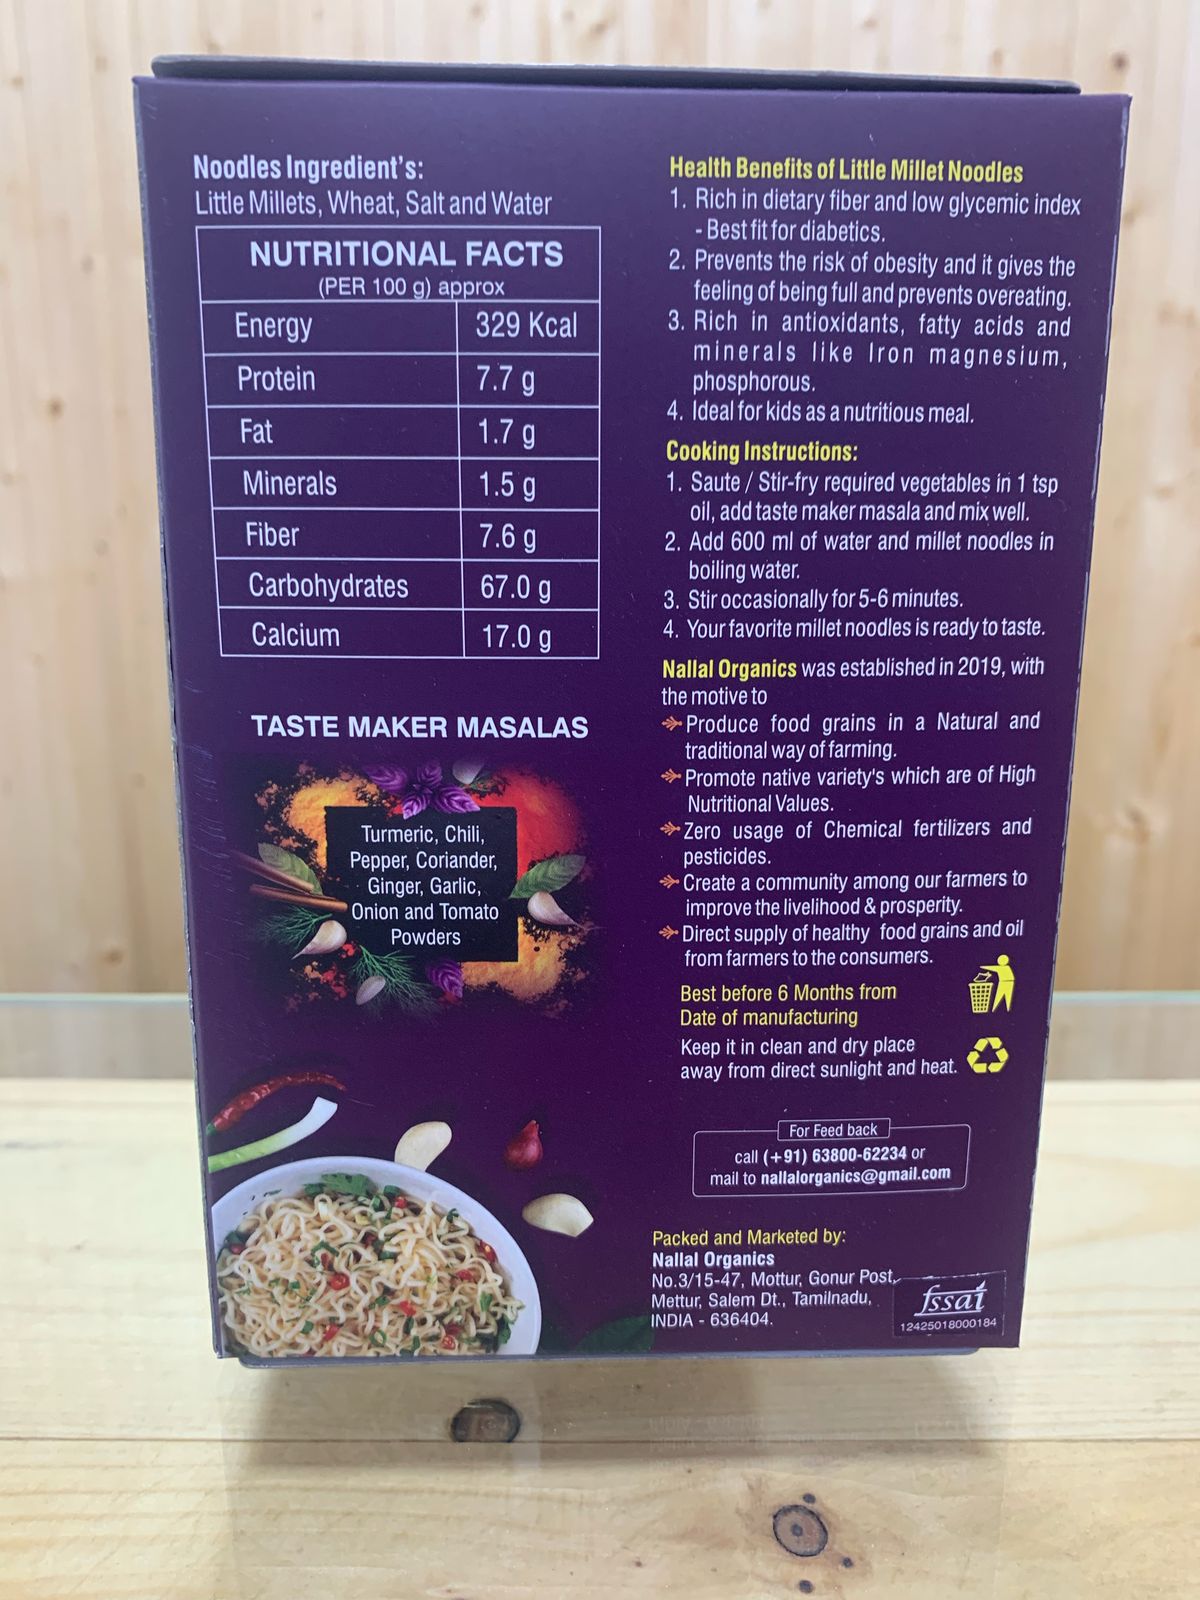 Noodles Ingredient's:
Little Millets, Wheat, Salt and Water
NUTRITIONAL FACTS
(PER 100 g) approx
Energy 329 Kcal
Protein 7.7 g
Fat 1.7 g
Minerals 1.5 g
Fiber 7.6 g
Carbohydrates 67.0 g
Calcium 17.0 g
TASTE MAKER MASALAS
Turmeric, Chili,
Pepper, Coriander,
Ginger, Garlic,
Onion and Tomato
Powders
Health Benefits of Little Millet Noodles
1. Rich in dietary fiber and low glycemic index
- Best fit for diabetics.
2. Prevents the risk of obesity and it gives the
feeling of being full and prevents overeating.
3. Rich in antioxidants, fatty acids and
minerals like Iron magnesium,
phosphorous.
4. Ideal for kids as a nutritious meal.
Cooking Instructions:
1. Saute / Stir-fry required vegetables in 1 tsp
oil, add taste maker masala and mix well.
2. Add 600 ml of water and millet noodles in
boiling water.
3. Stir occasionally for 5-6 minutes.
4. Your favorite millet noodles is ready to taste.
Nallal Organics was established in 2019, with
the motive to
Produce food grains in a Natural and
traditional way of farming.
Promote native variety's which are of High
Nutritional Values.
Zero usage of Chemical fertilizers and
pesticides.
Create a community among our farmers to
improve the livelihood & prosperity.
Direct supply of healthy food grains and oil
from farmers to the consumers.
Best before 6 Months from
Date of manufacturing
Keep it in clean and dry place
away from direct sunlight and heat.
For Feed back
call (+91) 63800-62234 or
mail to nallalorganics@gmail.com
Packed and Marketed by:
Nallal Organics
No.3/15-47, Mottur, Gonur Post,
Mettur, Salem Dt., Tamilnadu,
INDIA - 636404.
fssai
12425018000184